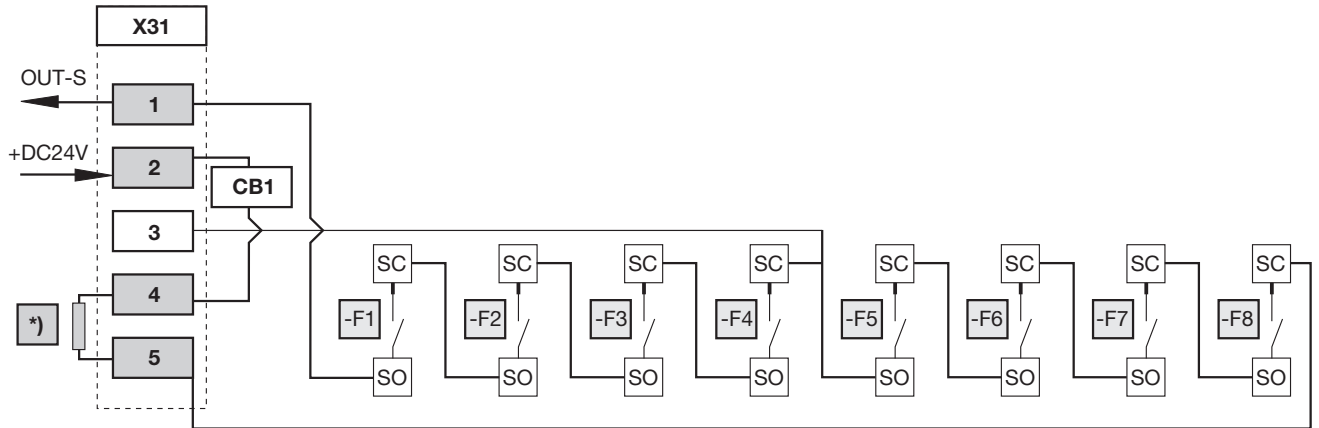 X31
OUT-S
1
+DC24V
2
CB1
3
SC SC SC SC SC SC SC SC
4
*)
-F1 -F2 -F3 -F4 -F5 -F6 -F7 -F8
5
SO SO SO SO SO SO SO SO